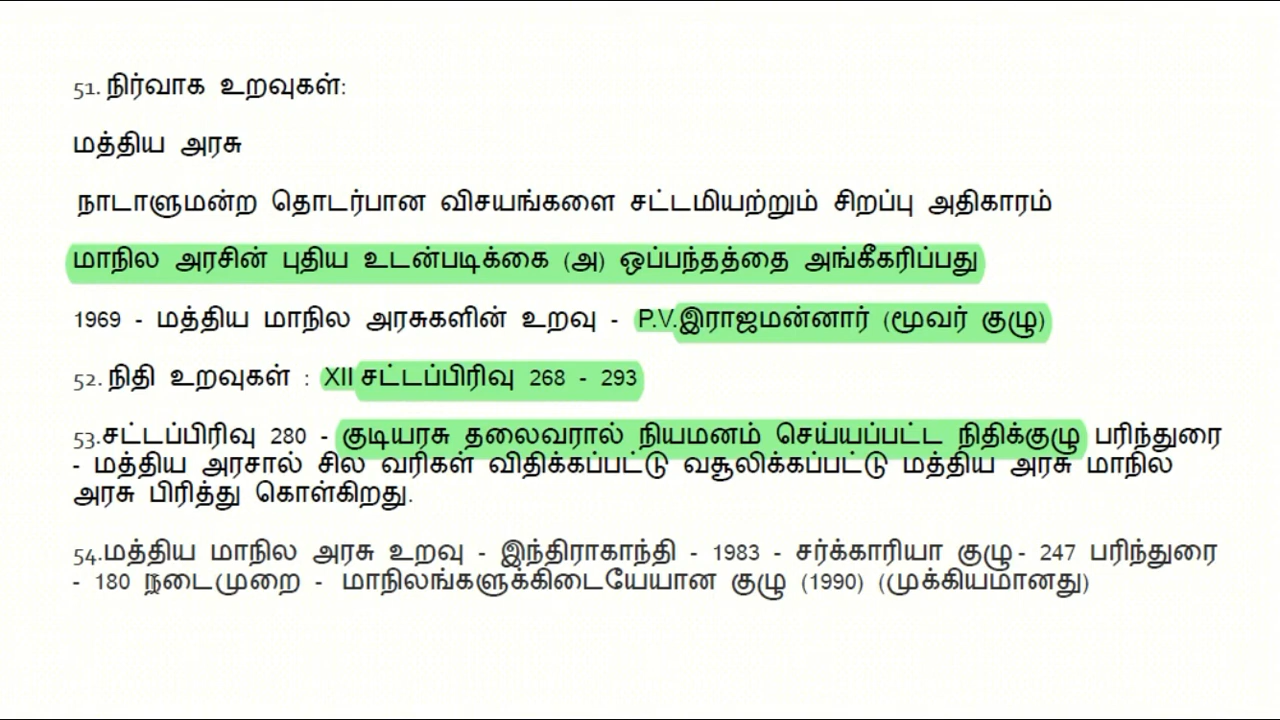 51. நிர்வாக உறவுகள்:
மத்திய அரசு
நாடாளுமன்ற தொடர்பான விசயங்களை சட்டமியற்றும் சிறப்பு அதிகாரம்
மாநில அரசின் புதிய உடன்படிக்கை (அ) ஒப்பந்தத்தை அங்கீகரிப்பது
1969 - மத்திய மாநில அரசுகளின் உறவு - P.V.இராஜமன்னார் (மூவர் குழு)
52. நிதி உறவுகள் : XII சட்டப்பிரிவு 268 - 293
53.சட்டப்பிரிவு 280 - குடியரசு தலைவரால் நியமனம் செய்யப்பட்ட நிதிக்குழு பரிந்துரை
- மத்திய அரசால் சில வரிகள் விதிக்கப்பட்டு வசூலிக்கப்பட்டு மத்திய அரசு மாநில
அரசு பிரித்து கொள்கிறது.
54.மத்திய மாநில அரசு உறவு - இந்திராகாந்தி - 1983 - சர்க்காரியா குழு - 247 பரிந்துரை
- 180 நடைமுறை - மாநிலங்களுக்கிடையேயான குழு (1990) (முக்கியமானது)